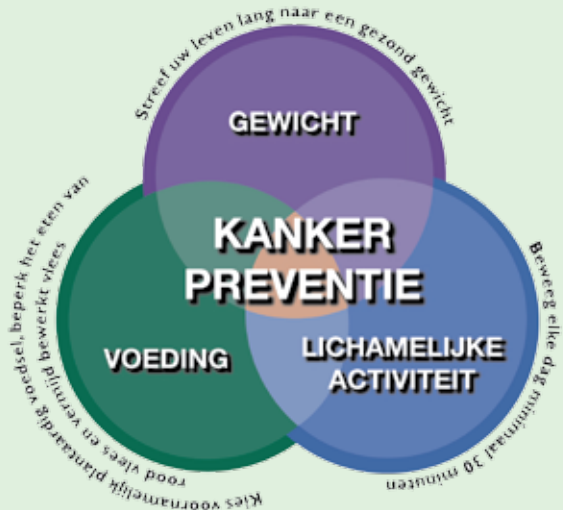 Streef uw leven lang naar een gezond gewicht
GEWICHT
KANKER
PREVENTIE
VOEDING
LICHAMELIJKE
ACTIVITEIT
Kies voornamelijk plantaardig voedsel, beperk het eten van
rood vlees en vermijd bewerkt vlees
Beweeg elke dag minimaal 30 minuten